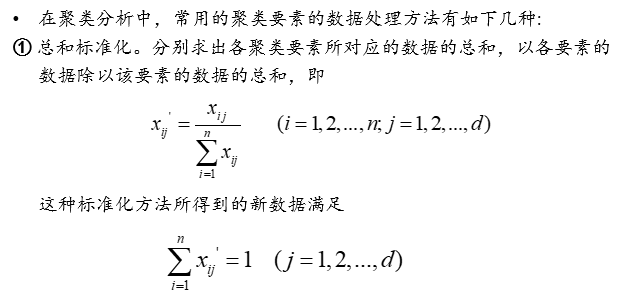 • 在聚类分析中，常用的聚类要素的数据处理方法有如下几种:
① 总和标准化。分别求出各聚类要素所对应的数据的总和，以各要素的
数据除以该要素的数据的总和，即
x_{ij}' = \frac{x_{ij}}{\sum_{i=1}^{n} x_{ij}} (i = 1, 2, ..., n; j = 1, 2, ..., d)
这种标准化方法所得到的新数据满足
\sum_{i=1}^{n} x_{ij}' = 1 (j = 1, 2, ..., d)